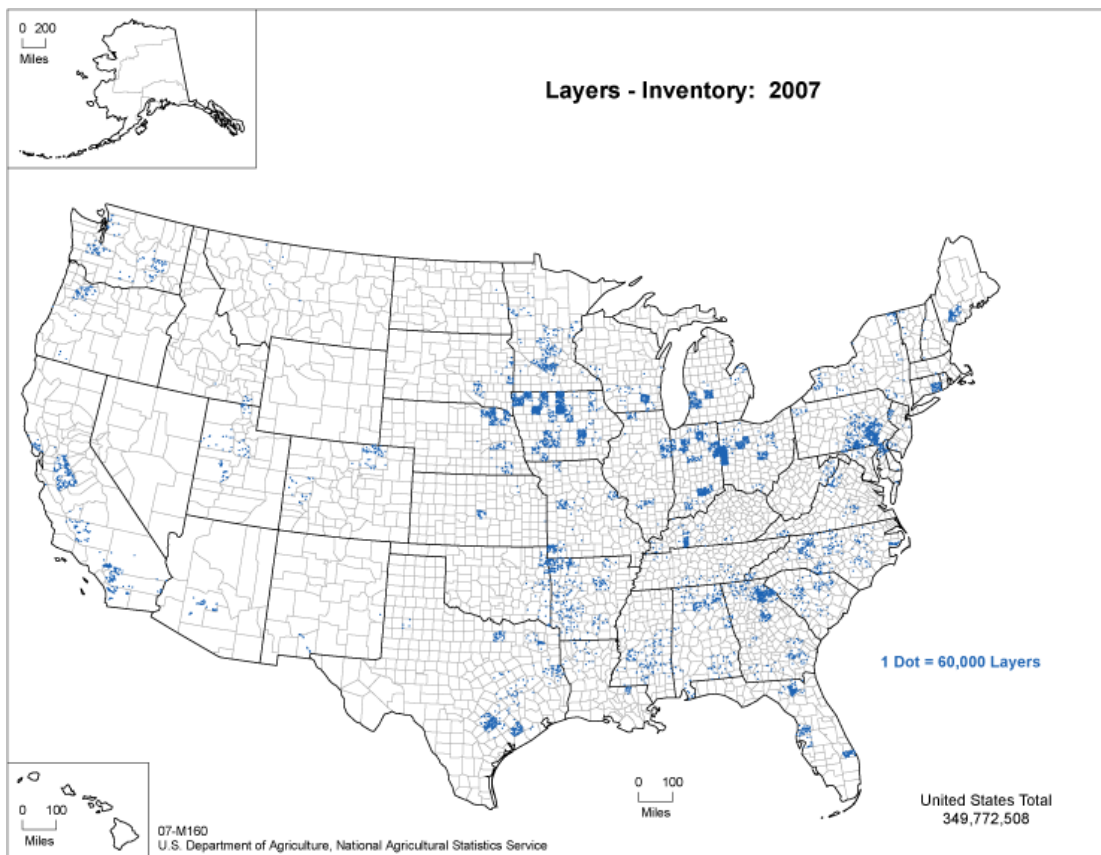 0 200
Miles
Layers - Inventory: 2007
1 Dot = 60,000 Layers
0 100
Miles
0 100
Miles
United States Total
349,772,508
07-M160
U.S. Department of Agriculture, National Agricultural Statistics Service